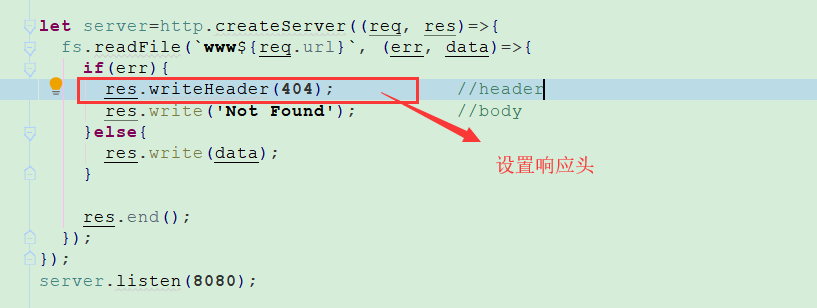 let server=http.createServer((req, res)=>{
fs.readFile(`www${req.url}`, (err, data)=>{
if(err){
res.writeHeader(404); //header
res.write('Not Found'); //body
}else{
res.write(data);
}
设置响应头
res.end();
});
});
server.listen(8080);